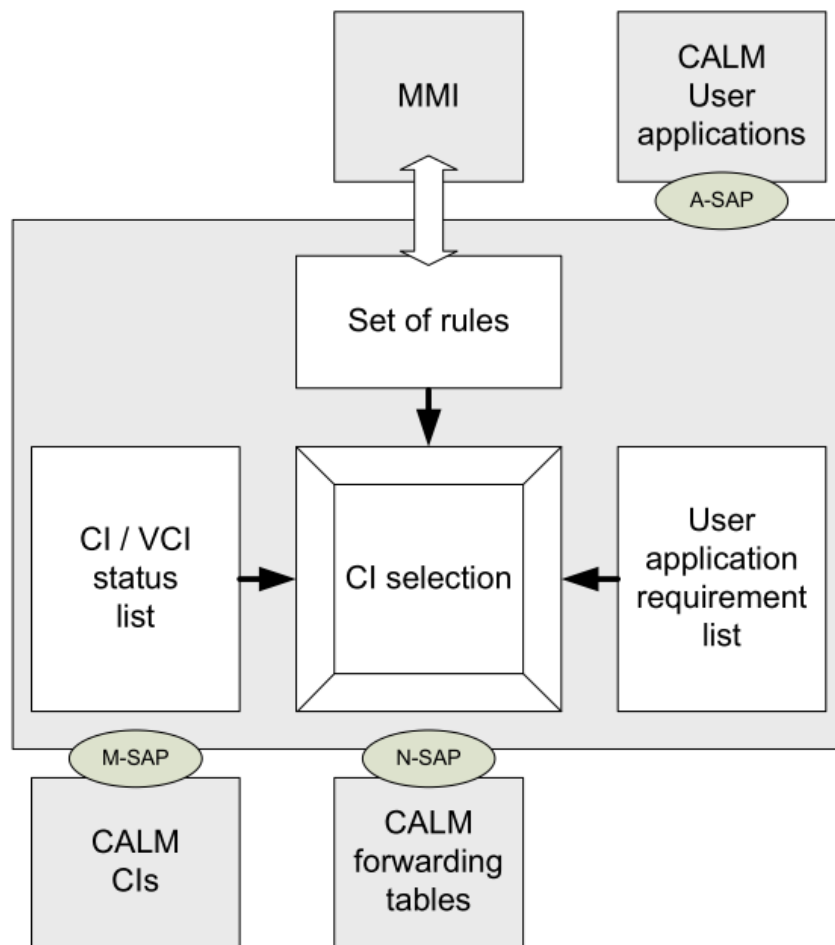 MMI
CALM
User
applications
A-SAP
Set of rules
CI / VCI
status
list
CI selection
User
application
requirement
list
M-SAP
N-SAP
CALM
CIs
CALM
forwarding
tables